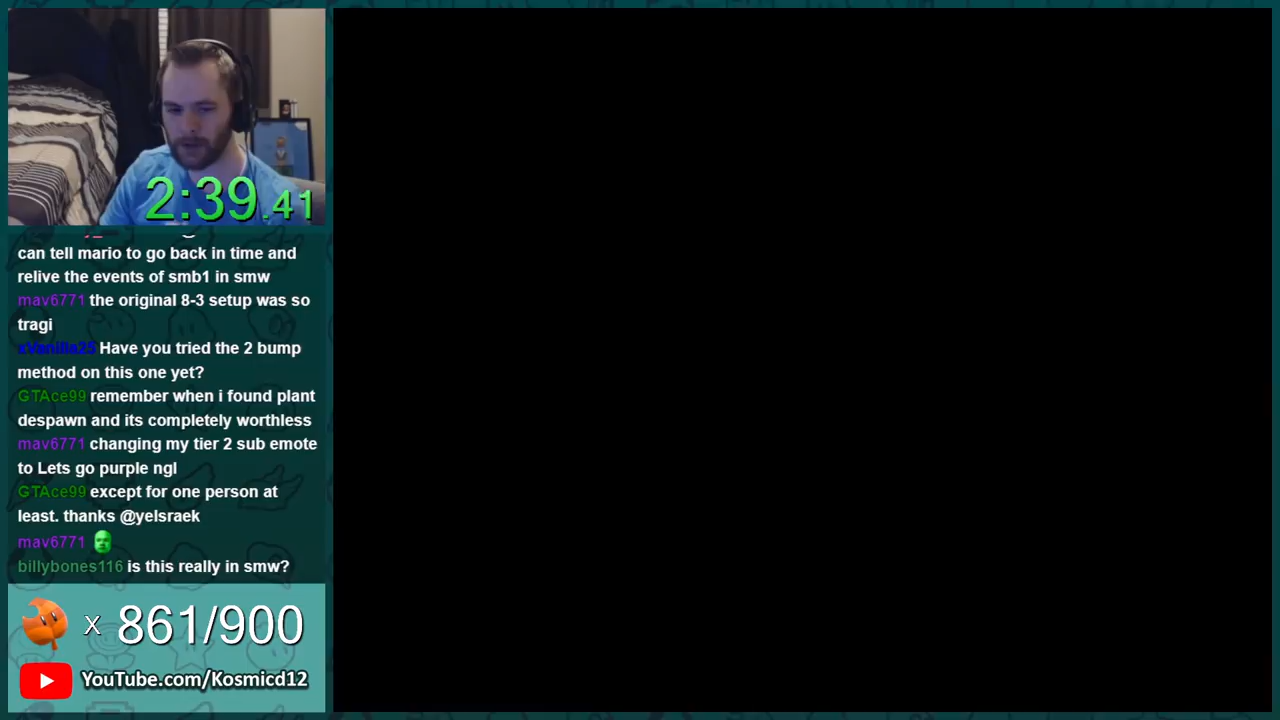 2:39.41
can tell mario to go back in time and
relive the events of smb1 in smw
mav6771 the original 8-3 setup was so
tragi
xVanilla25 Have you tried the 2 bump
method on this one yet?
GTAce99 remember when i found plant
despawn and its completely worthless
mav6771 changing my tier 2 sub emote
to Lets go purple ngl
GTAce99 except for one person at
least. thanks @yelsraek
mav6771
billybones116 is this really in smw?
x 861/900
YouTube.com/Kosmicd12